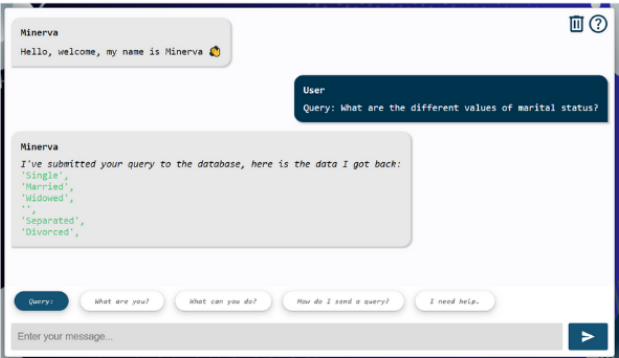 Minerva
Hello, welcome, my name is Minerva
User
Query: What are the different values of marital status?
Minerva
I've submitted your query to the database, here is the data I got back:
'Single',
'Married',
'Widowed',
'',
'Separated',
'Divorced',
Query:
What are you?
What can you do?
How do I send a query?
I need help.
Enter your message...